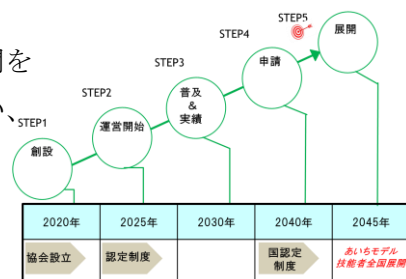 STEP5
展開
STEP4
申請
STEP3
普及
&
実績
STEP2
運営開始
STEP1
創設
を
、
2020年 2025年 2030年 2040年 2045年
協会設立 認定制度 国認定
制度 あいちモデル
技能者全国展開